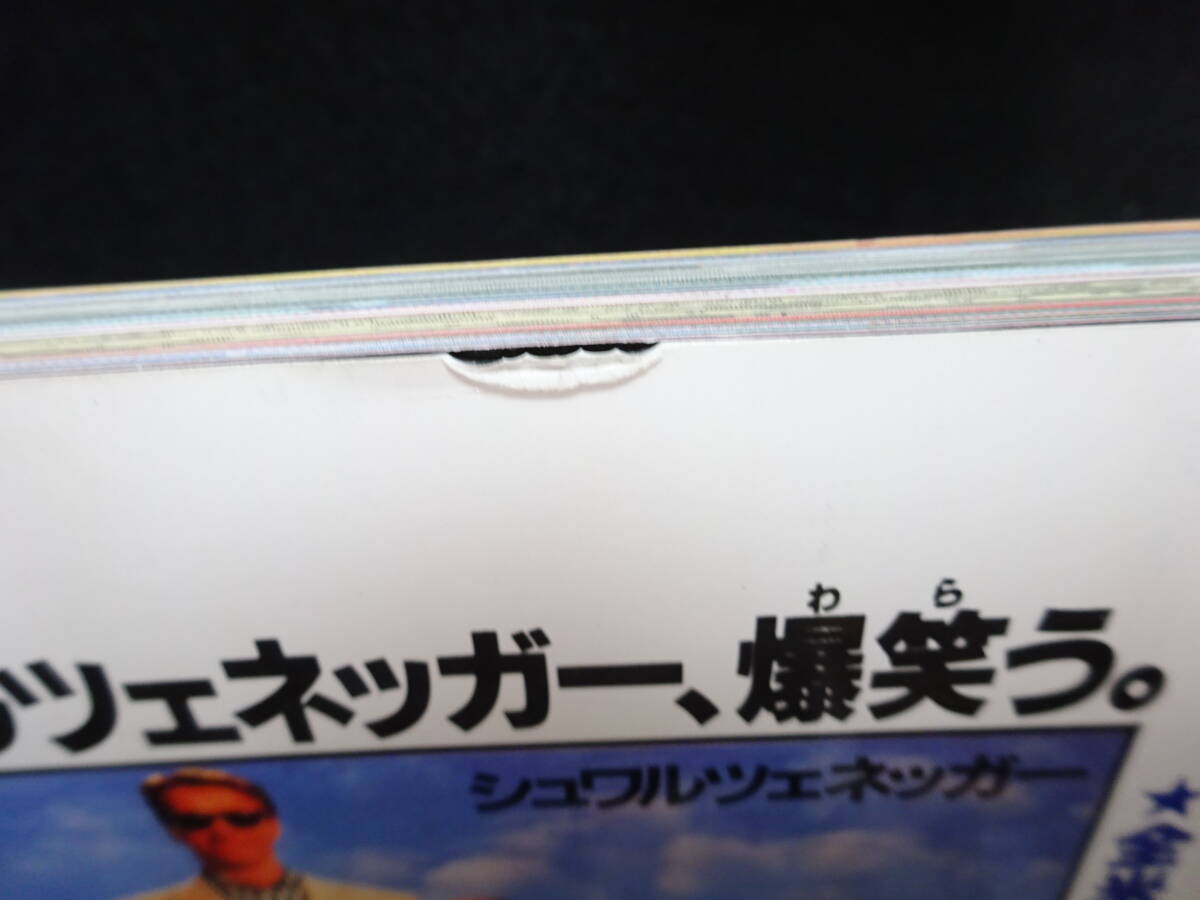 わら
ツェネッガー、爆笑う。
シュワルツェネッガー
★